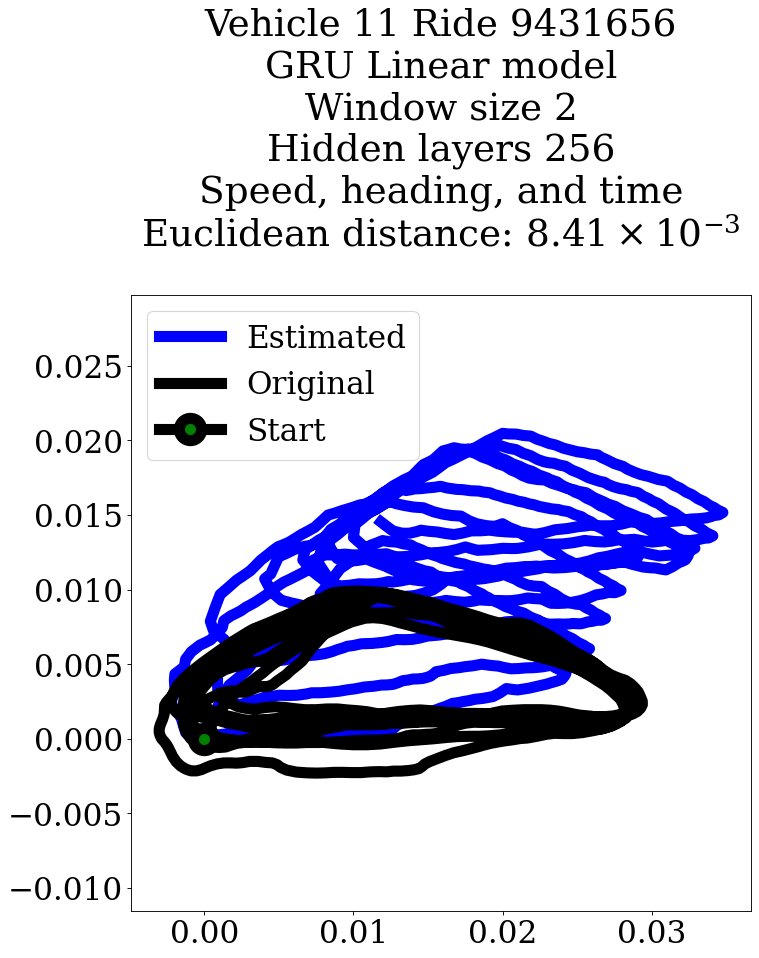 Vehicle 11 Ride 9431656
GRU Linear model
Window size 2
Hidden layers 256
Speed, heading, and time
Euclidean distance: 8.41 × 10⁻³
Estimated
Original
Start
0.025
0.020
0.015
0.010
0.005
0.000
−0.005
−0.010
0.00 0.01 0.02 0.03